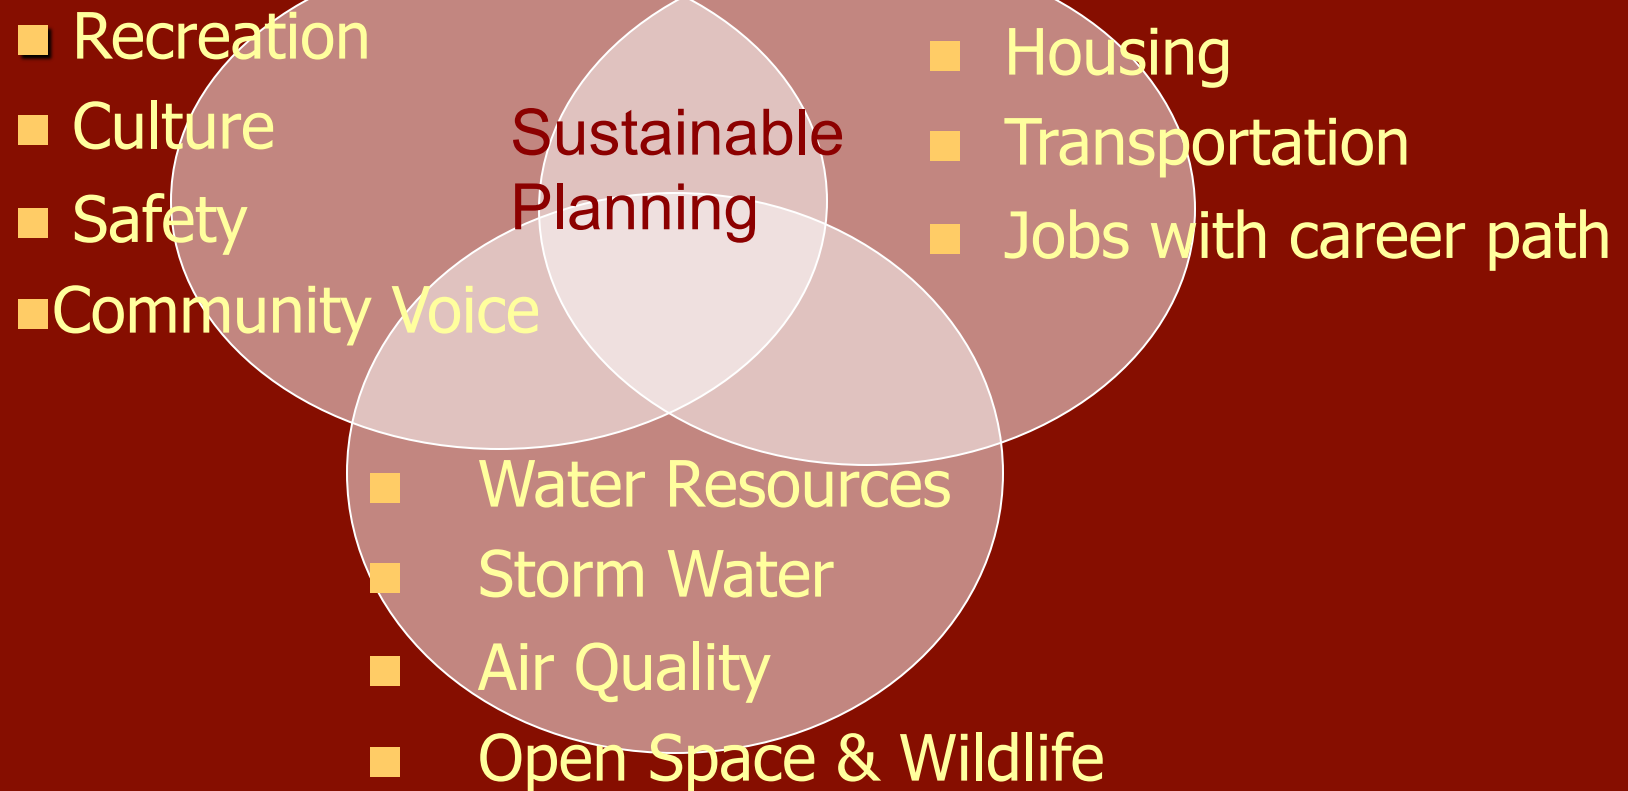 Recreation
Culture
Safety
Community Voice
Sustainable
Planning
Housing
Transportation
Jobs with career path
Water Resources
Storm Water
Air Quality
Open Space & Wildlife